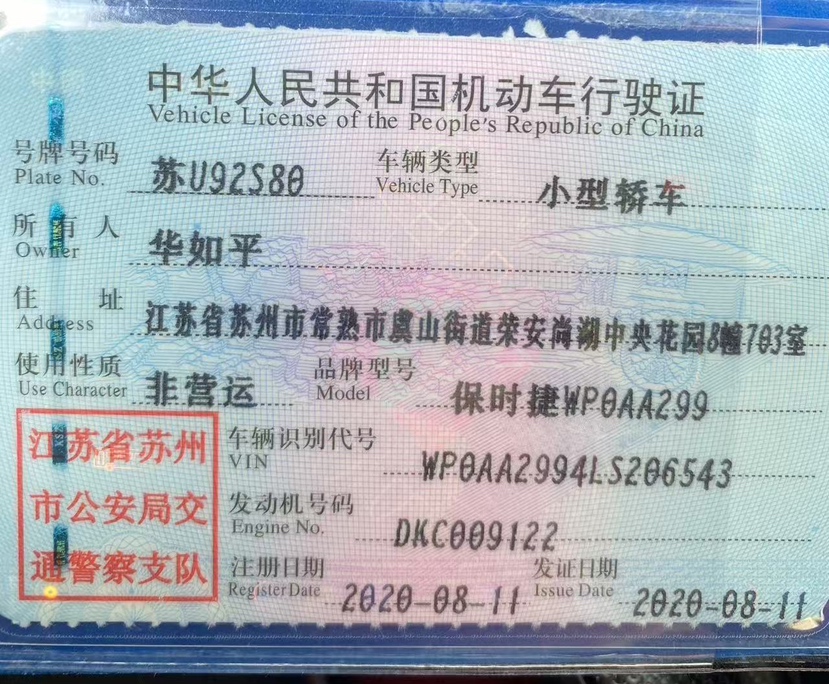 中华人民共和国机动车行驶证
Vehicle License of the People's Republic of China
号牌号码 苏U92S80 车辆类型 小型轿车
Plate No. Vehicle Type
所有人 华如平
Owner
住址 江苏省苏州市常熟市虞山街道荣安尚湖中央花园8幢703室
Address
使用性质 非营运 品牌型号 保时捷WP0AA299
Use Character Model
江苏省苏州
市公安局交
通警察支队
车辆识别代号 WP0AA2994LS206543
VIN
发动机号码 DKC009122
Engine No.
注册日期 2020-08-11 发证日期 2020-08-11
Register Date Issue Date